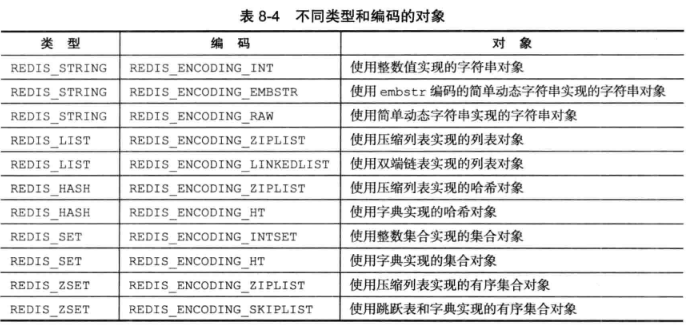 表 8-4 不同类型和编码的对象
类 型 编 码 对 象
REDIS_STRING REDIS_ENCODING_INT 使用整数值实现的字符串对象
REDIS_STRING REDIS_ENCODING_EMBSTR 使用 embstr 编码的简单动态字符串实现的字符串对象
REDIS_STRING REDIS_ENCODING_RAW 使用简单动态字符串实现的字符串对象
REDIS_LIST REDIS_ENCODING_ZIPLIST 使用压缩列表实现的列表对象
REDIS_LIST REDIS_ENCODING_LINKEDLIST 使用双端链表实现的列表对象
REDIS_HASH REDIS_ENCODING_ZIPLIST 使用压缩列表实现的哈希对象
REDIS_HASH REDIS_ENCODING_HT 使用字典实现的哈希对象
REDIS_SET REDIS_ENCODING_INTSET 使用整数集合实现的集合对象
REDIS_SET REDIS_ENCODING_HT 使用字典实现的集合对象
REDIS_ZSET REDIS_ENCODING_ZIPLIST 使用压缩列表实现的有序集合对象
REDIS_ZSET REDIS_ENCODING_SKIPLIST 使用跳跃表和字典实现的有序集合对象